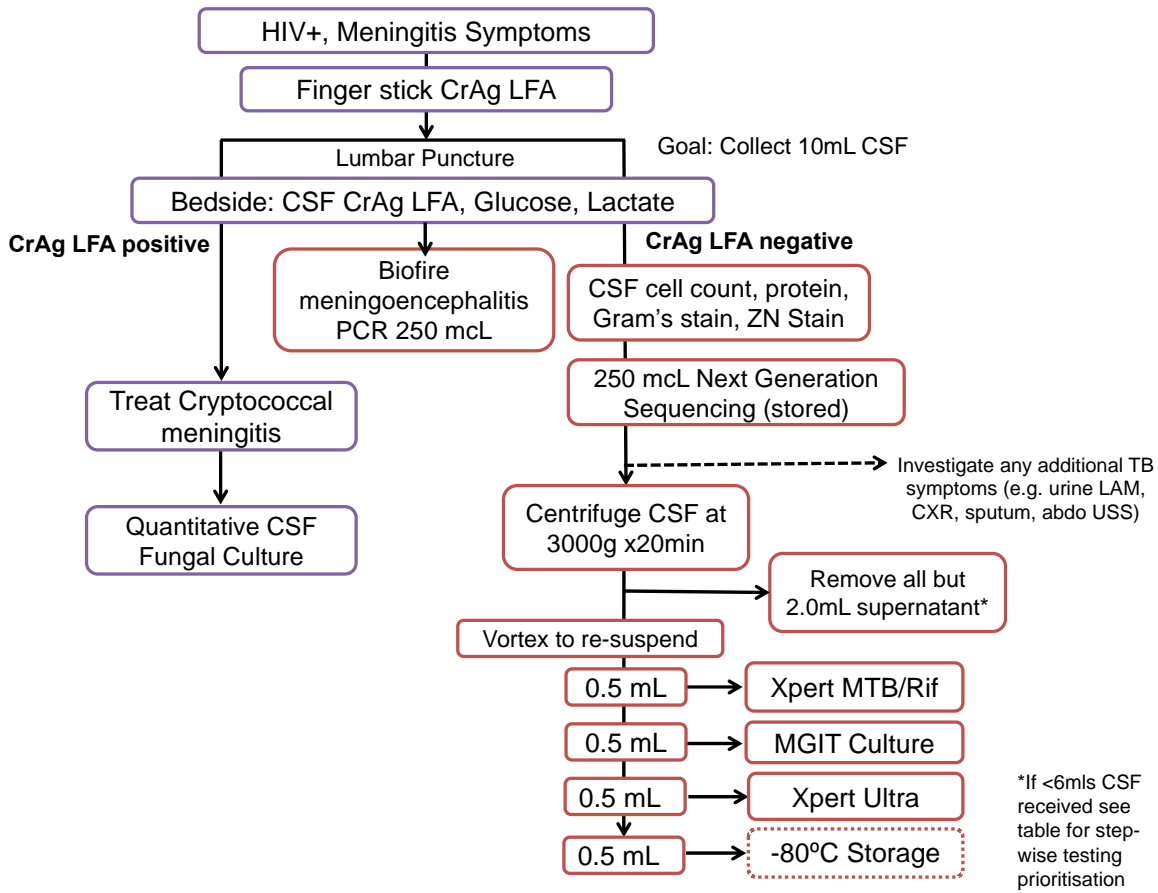 HIV+, Meningitis Symptoms
Finger stick CrAg LFA
Goal: Collect 10mL CSF
Lumbar Puncture
Bedside: CSF CrAg LFA, Glucose, Lactate
CrAg LFA positive
CrAg LFA negative
Biofire
meningoencephalitis
PCR 250 mcL
CSF cell count, protein,
Gram's stain, ZN Stain
250 mcL Next Generation
Sequencing (stored)
Treat Cryptococcal
meningitis
Quantitative CSF
Fungal Culture
Investigate any additional TB
symptoms (e.g. urine LAM,
CXR, sputum, abdo USS)
Centrifuge CSF at
3000g x20min
Remove all but
2.0mL supernatant*
Vortex to re-suspend
0.5 mL
Xpert MTB/Rif
0.5 mL
MGIT Culture
0.5 mL
Xpert Ultra
0.5 mL
-80ºC Storage
*If <6mls CSF
received see
table for step-
wise testing
prioritisation